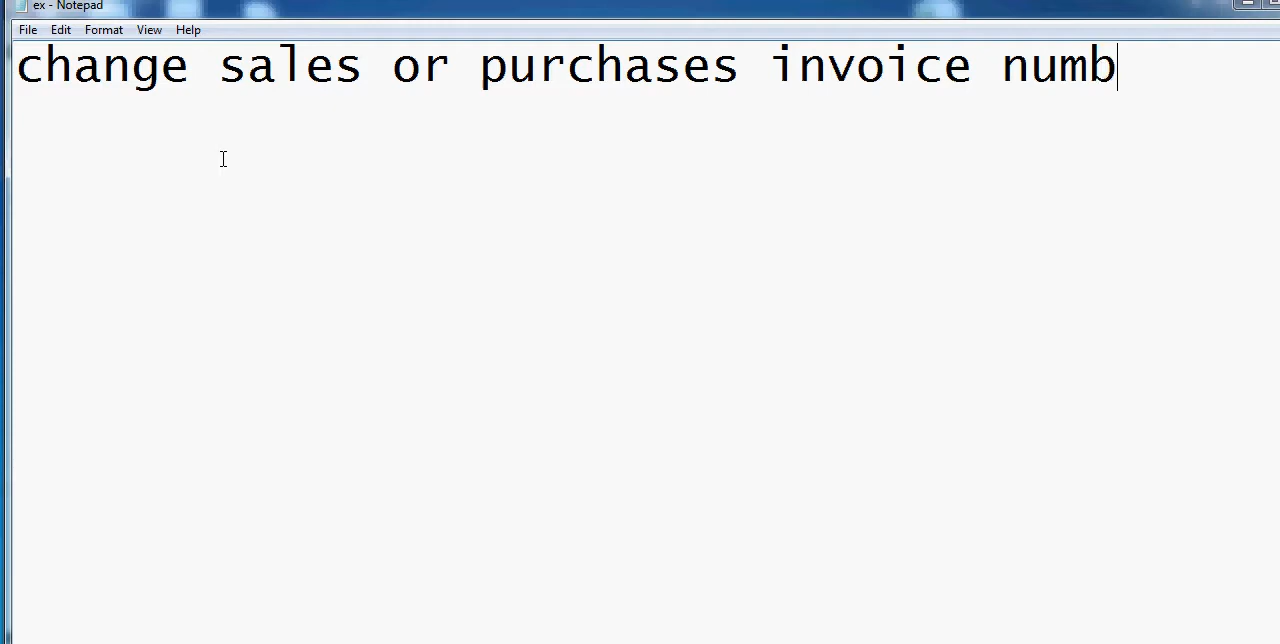 ex - Notepad
File Edit Format View Help
change sales or purchases invoice numb